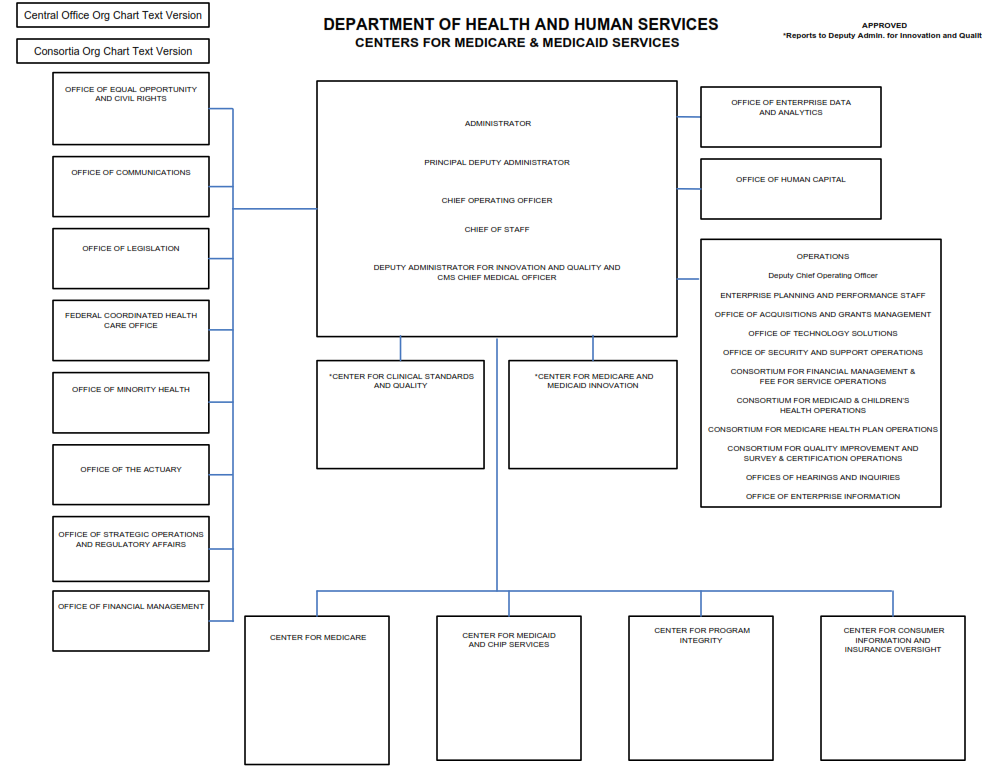 Central Office Org Chart Text Version
Consortia Org Chart Text Version
DEPARTMENT OF HEALTH AND HUMAN SERVICES
CENTERS FOR MEDICARE & MEDICAID SERVICES
APPROVED
*Reports to Deputy Admin. for Innovation and Qualit
OFFICE OF EQUAL OPPORTUNITY
AND CIVIL RIGHTS
OFFICE OF COMMUNICATIONS
OFFICE OF LEGISLATION
FEDERAL COORDINATED HEALTH
CARE OFFICE
OFFICE OF MINORITY HEALTH
OFFICE OF THE ACTUARY
OFFICE OF STRATEGIC OPERATIONS
AND REGULATORY AFFAIRS
OFFICE OF FINANCIAL MANAGEMENT
ADMINISTRATOR
PRINCIPAL DEPUTY ADMINISTRATOR
CHIEF OPERATING OFFICER
CHIEF OF STAFF
DEPUTY ADMINISTRATOR FOR INNOVATION AND QUALITY AND
CMS CHIEF MEDICAL OFFICER
*CENTER FOR CLINICAL STANDARDS
AND QUALITY
*CENTER FOR MEDICARE AND
MEDICAID INNOVATION
OFFICE OF ENTERPRISE DATA
AND ANALYTICS
OFFICE OF HUMAN CAPITAL
OPERATIONS
Deputy Chief Operating Officer
ENTERPRISE PLANNING AND PERFORMANCE STAFF
OFFICE OF ACQUISITIONS AND GRANTS MANAGEMENT
OFFICE OF TECHNOLOGY SOLUTIONS
OFFICE OF SECURITY AND SUPPORT OPERATIONS
CONSORTIUM FOR FINANCIAL MANAGEMENT &
FEE FOR SERVICE OPERATIONS
CONSORTIUM FOR MEDICAID & CHILDREN'S
HEALTH OPERATIONS
CONSORTIUM FOR MEDICARE HEALTH PLAN OPERATIONS
CONSORTIUM FOR QUALITY IMPROVEMENT AND
SURVEY & CERTIFICATION OPERATIONS
OFFICES OF HEARINGS AND INQUIRIES
OFFICE OF ENTERPRISE INFORMATION
CENTER FOR MEDICARE
CENTER FOR MEDICAID
AND CHIP SERVICES
CENTER FOR PROGRAM
INTEGRITY
CENTER FOR CONSUMER
INFORMATION AND
INSURANCE OVERSIGHT